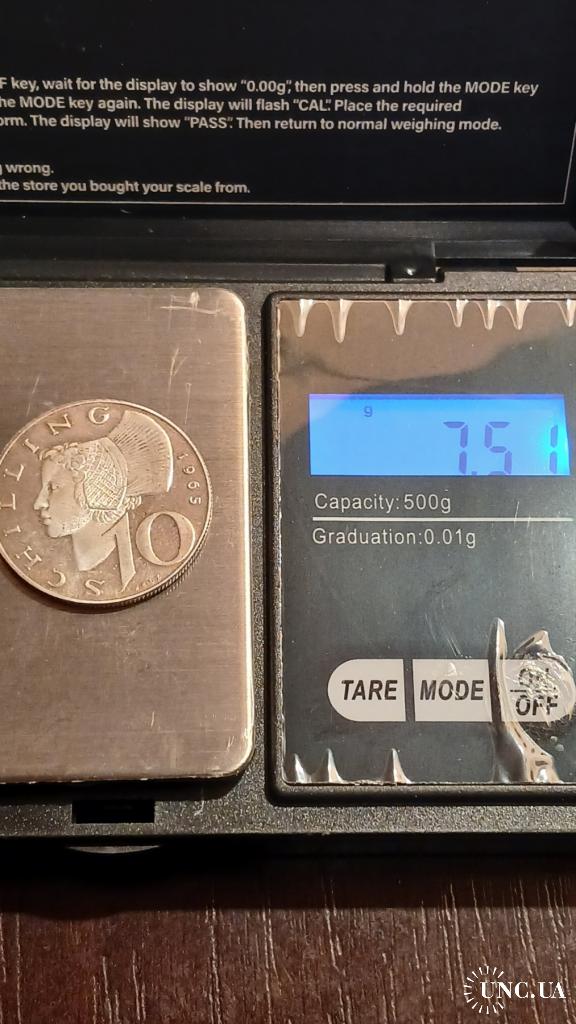 F key, wait for the display to show "0.00g", then press and hold the MODE key
he MODE key again. The display will flash "CAL". Place the required
orm. The display will show "PASS". Then return to normal weighing mode.
wrong.
the store you bought your scale from.
SCHILLING
1965
10
g
7.51
Capacity:500g
Graduation:0.01g
TARE
MODE
ON
OFF
UNC.UA